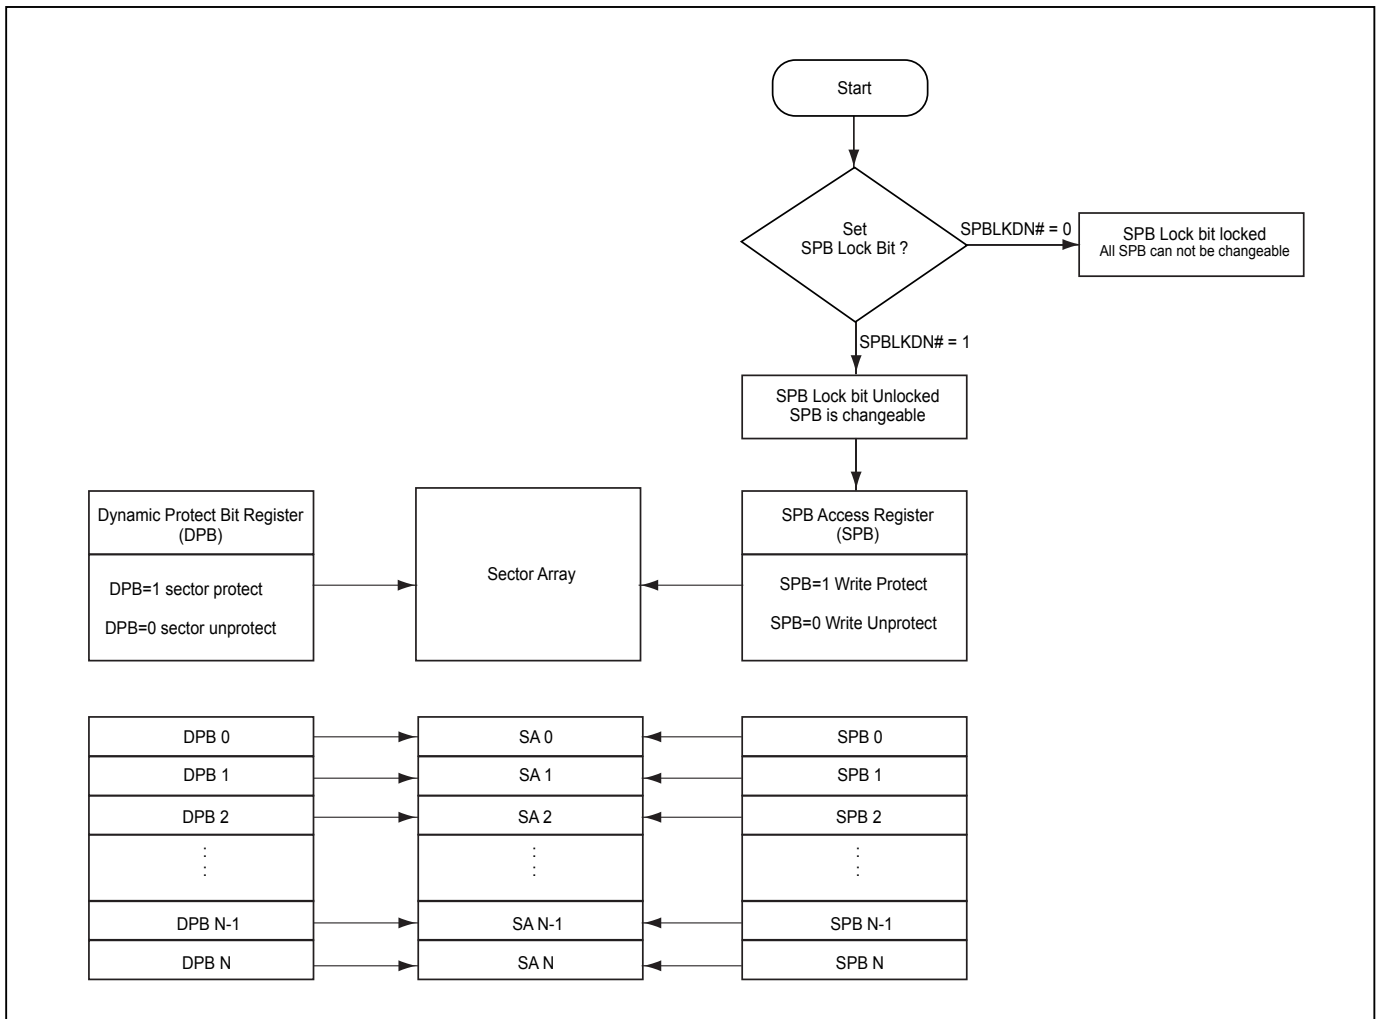 Start
Set
SPB Lock Bit ?
SPBLKDN# = 0
SPB Lock bit locked
All SPB can not be changeable
SPBLKDN# = 1
SPB Lock bit Unlocked
SPB is changeable
Dynamic Protect Bit Register
(DPB)
DPB=1 sector protect
DPB=0 sector unprotect
Sector Array
SPB Access Register
(SPB)
SPB=1 Write Protect
SPB=0 Write Unprotect
DPB 0
SA 0
SPB 0
DPB 1
SA 1
SPB 1
DPB 2
SA 2
SPB 2
DPB N-1
SA N-1
SPB N-1
DPB N
SA N
SPB N